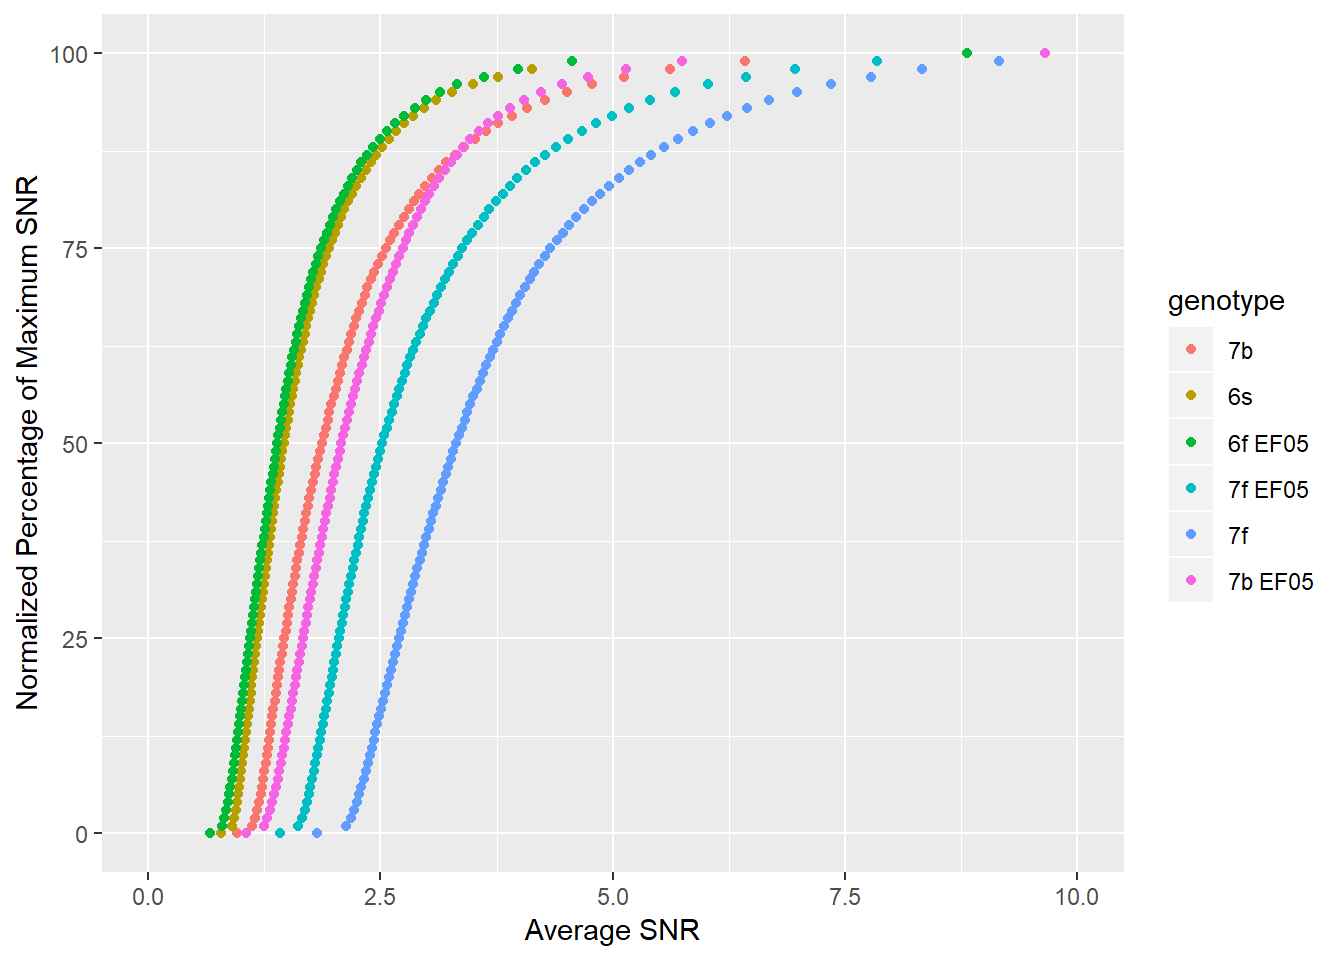 Normalized Percentage of Maximum SNR
100
75
50
25
0
0.0 2.5 5.0 7.5 10.0
Average SNR
genotype
7b
6s
6f EF05
7f EF05
7f
7b EF05